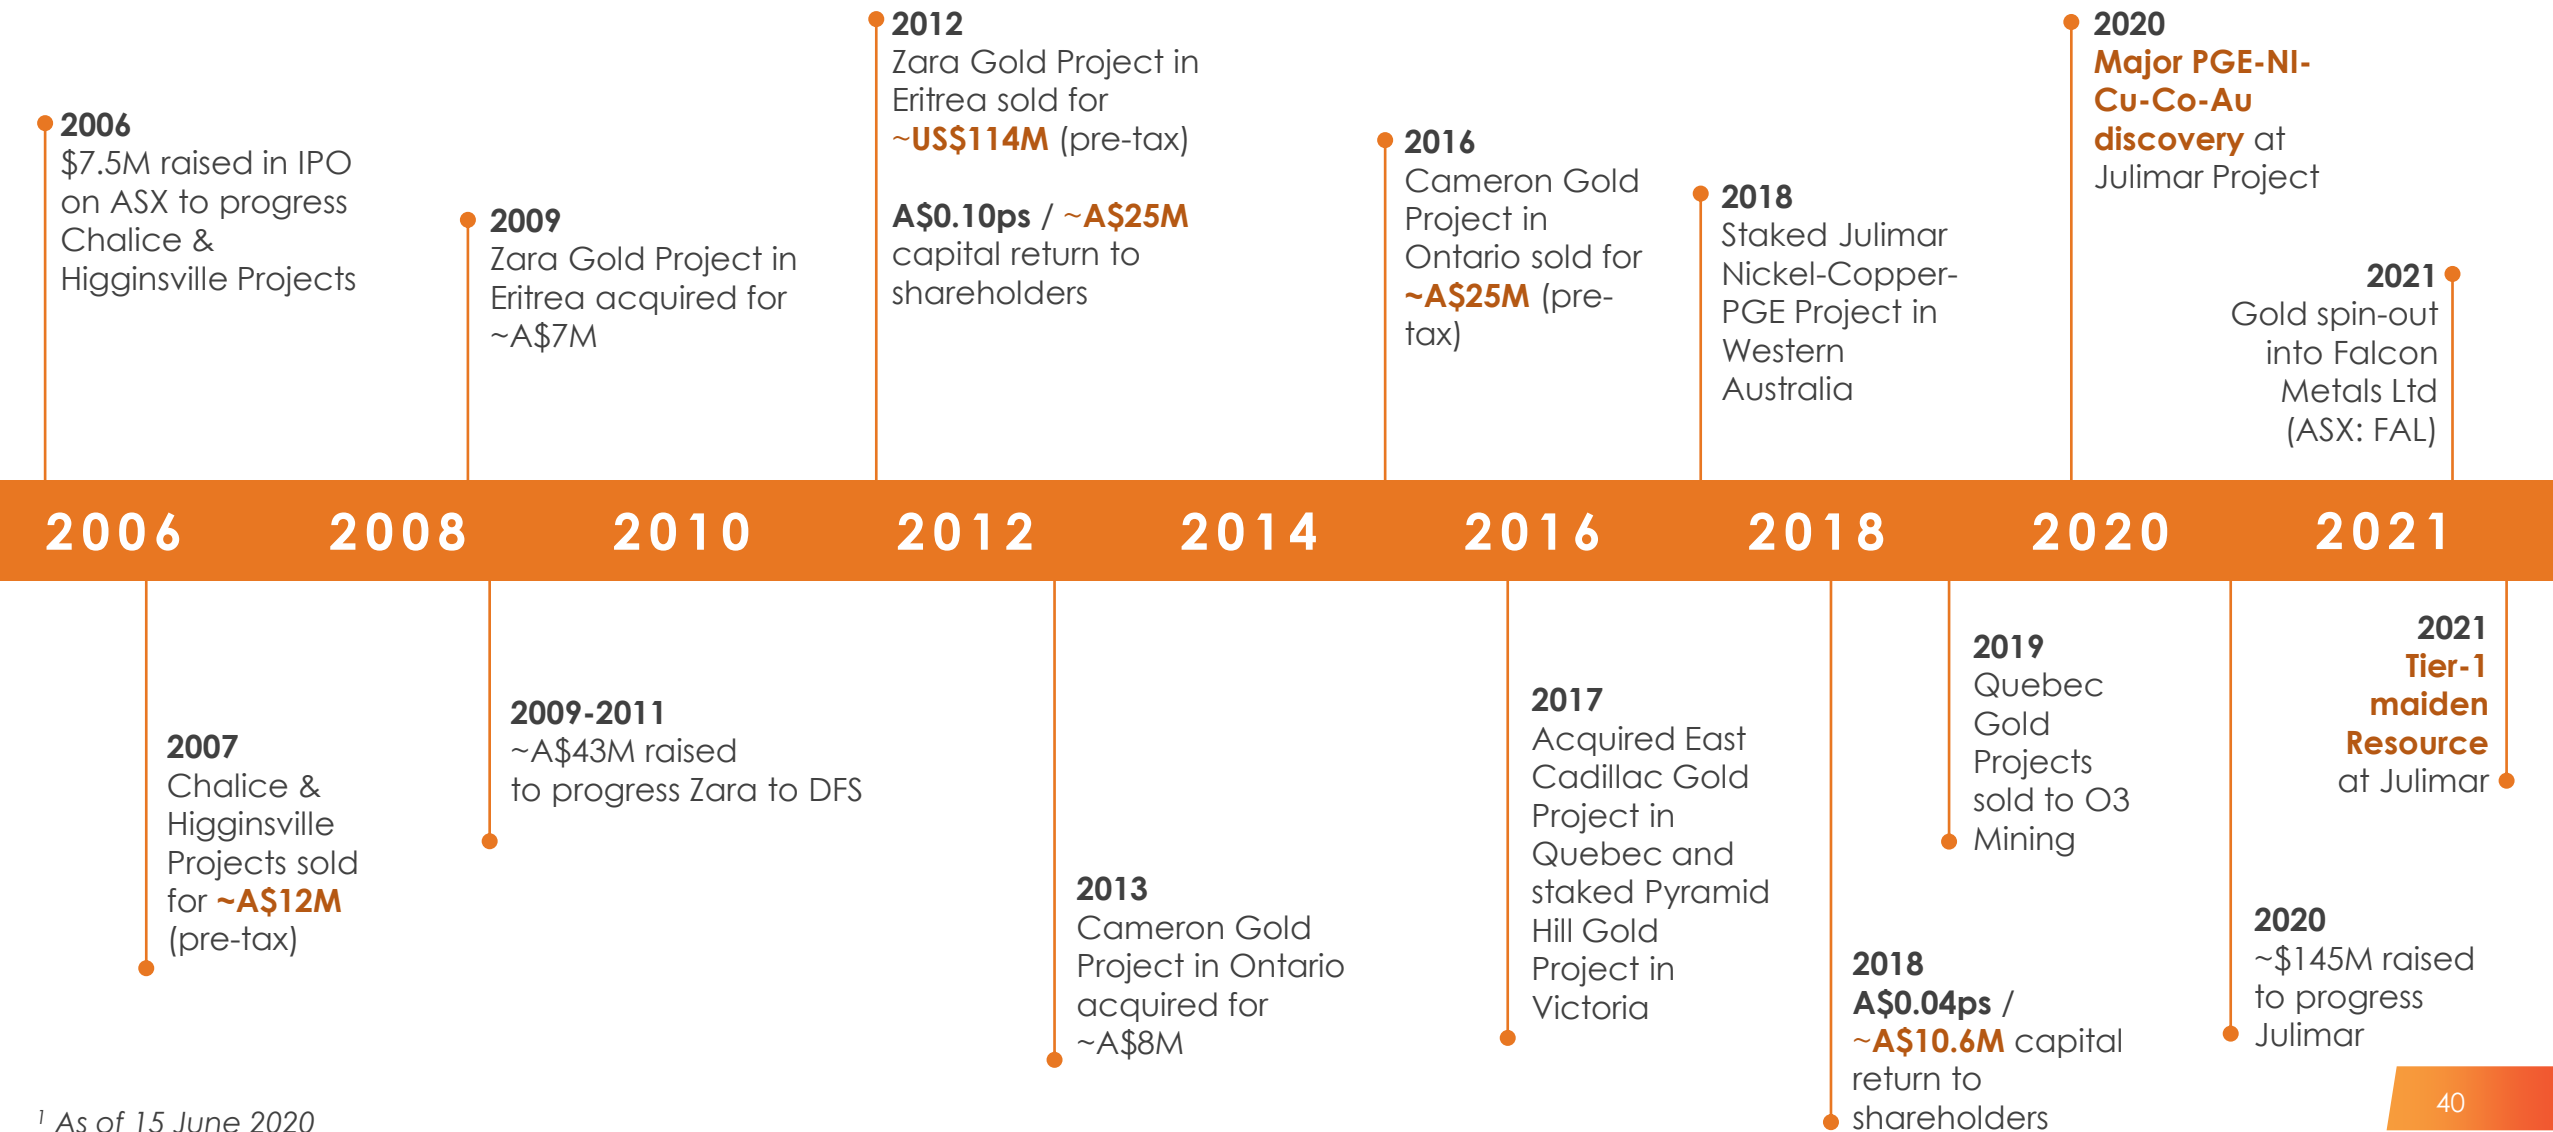 2006
$7.5M raised in IPO
on ASX to progress
Chalice &
Higginsville Projects
2009
Zara Gold Project in
Eritrea acquired for
~A$7M
2012
Zara Gold Project in
Eritrea sold for
~US$114M (pre-tax)
A$0.10ps / ~A$25M
capital return to
shareholders
2016
Cameron Gold
Project in
Ontario sold for
~A$25M (pre-
tax)
2018
Staked Julimar
Nickel-Copper-
PGE Project in
Western
Australia
2020
Major PGE-NI-
Cu-Co-Au
discovery at
Julimar Project
2021
Gold spin-out
into Falcon
Metals Ltd
(ASX: FAL)
2006 2008 2010 2012 2014 2016 2018 2020 2021
2007
Chalice &
Higginsville
Projects sold
for ~A$12M
(pre-tax)
2009-2011
~A$43M raised
to progress Zara to DFS
2013
Cameron Gold
Project in Ontario
acquired for
~A$8M
2017
Acquired East
Cadillac Gold
Project in
Quebec and
staked Pyramid
Hill Gold
Project in
Victoria
2018
A$0.04ps /
~A$10.6M capital
return to
shareholders
2019
Quebec
Gold
Projects
sold to O3
Mining
2020
~$145M raised
to progress
Julimar
2021
Tier-1
maiden
Resource
at Julimar
1 As of 15 June 2020
40